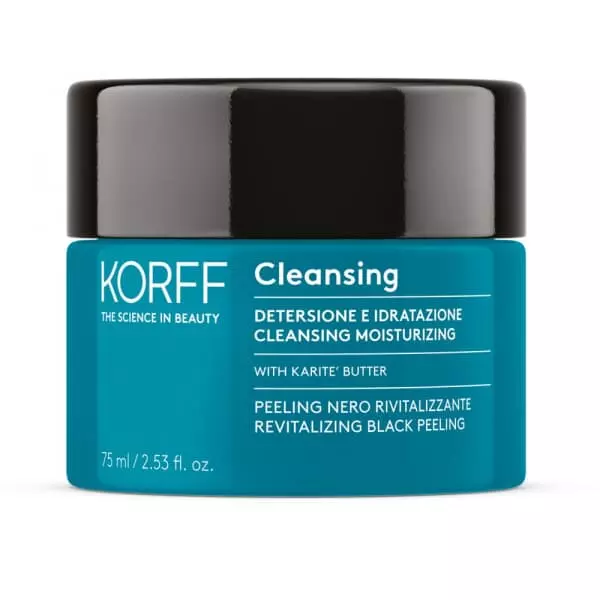 KORFF
THE SCIENCE IN BEAUTY
75 ml / 2.53 fl. oz.
Cleansing
DETERSIONE E IDRATAZIONE
CLEANSING MOISTURIZING
WITH KARITE' BUTTER
PEELING NERO RIVITALIZZANTE
REVITALIZING BLACK PEELING